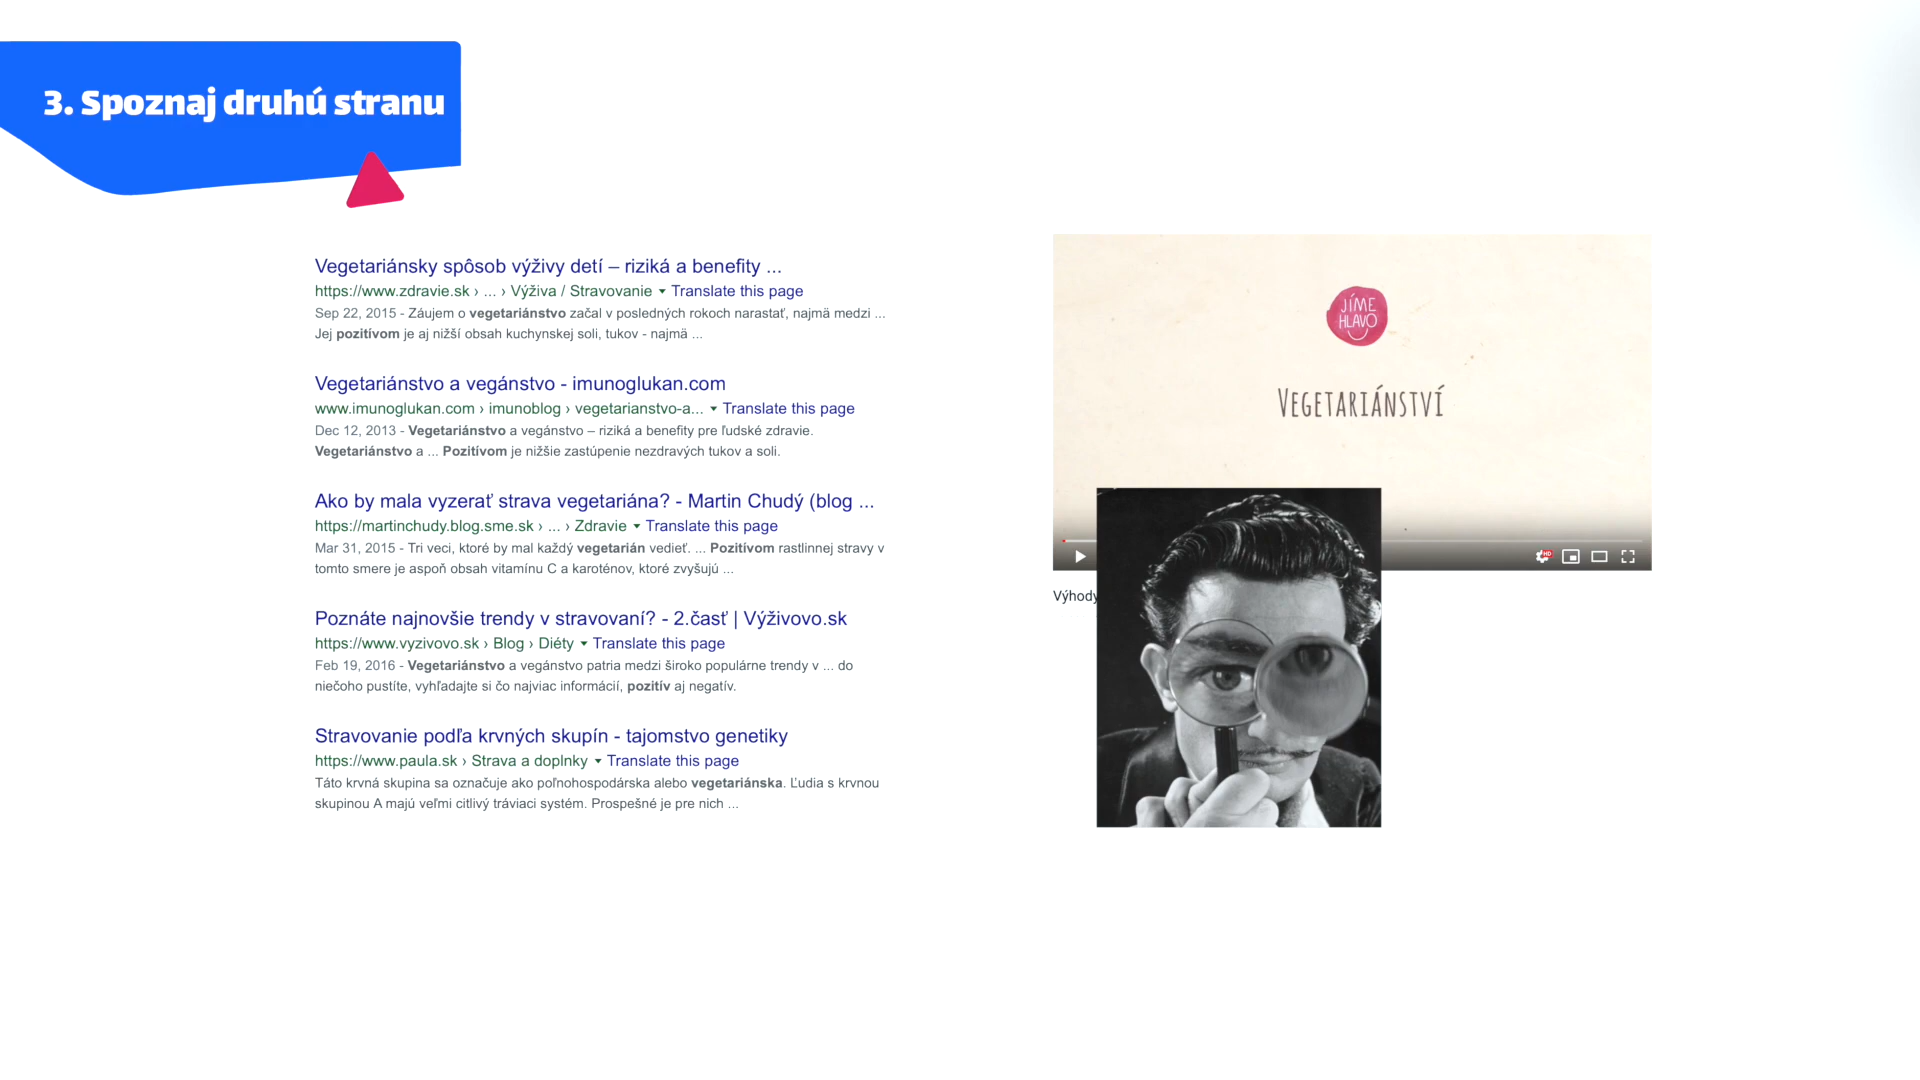 3. Spoznaj druhú stranu
Vegetariánsky spôsob výživy detí – riziká a benefity ...
https://www.zdravie.sk › ... › Výživa / Stravovanie ▾ Translate this page
Sep 22, 2015 - Záujem o vegetariánstvo začal v posledných rokoch narastať, najmä medzi ...
Jej pozitívom je aj nižší obsah kuchynskej soli, tukov - najmä ...
Vegetariánstvo a vegánstvo - imunoglukan.com
www.imunoglukan.com › imunoblog › vegetarianstvo-a... ▾ Translate this page
Dec 12, 2013 - Vegetariánstvo a vegánstvo – riziká a benefity pre ľudské zdravie.
Vegetariánstvo a ... Pozitívom je nižšie zastúpenie nezdravých tukov a soli.
Ako by mala vyzerať strava vegetariána? - Martin Chudý (blog ...
https://martinchudy.blog.sme.sk › ... › Zdravie ▾ Translate this page
Mar 31, 2015 - Tri veci, ktoré by mal každý vegetarián vedieť. ... Pozitívom rastlinnej stravy v
tomto smere je aspoň obsah vitamínu C a karoténov, ktoré zvyšujú ...
Poznáte najnovšie trendy v stravovaní? - 2.časť | Výživovo.sk
https://www.vyzivovo.sk › Blog › Diéty ▾ Translate this page
Feb 19, 2016 - Vegetariánstvo a vegánstvo patria medzi široko populárne trendy v ... do
niečoho pustíte, vyhľadajte si čo najviac informácií, pozitív aj negatív.
Stravovanie podľa krvných skupín - tajomstvo genetiky
https://www.paula.sk › Strava a doplnky ▾ Translate this page
Táto krvná skupina sa označuje ako poľnohospodárska alebo vegetariánska. Ľudia s krvnou
skupinou A majú veľmi citlivý tráviaci systém. Prospešné je pre nich ...
JÍME
HLAVO
VEGETARIÁNSTVÍ
HD
Výhody